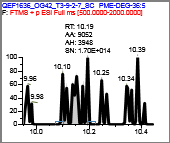 QEF1636_OG42_T3-9-2-7_SC PME-DEG-36:5
F: FTMS + p ESI Full ms [500.0000-2000.0000]
RT: 10.19
AA: 9052
AH: 3948
SN: 1.70E+014
100
80
60
40
20
0
9.96
9.98
10.10
10.25
10.34
10.39
10.0
10.2
10.4